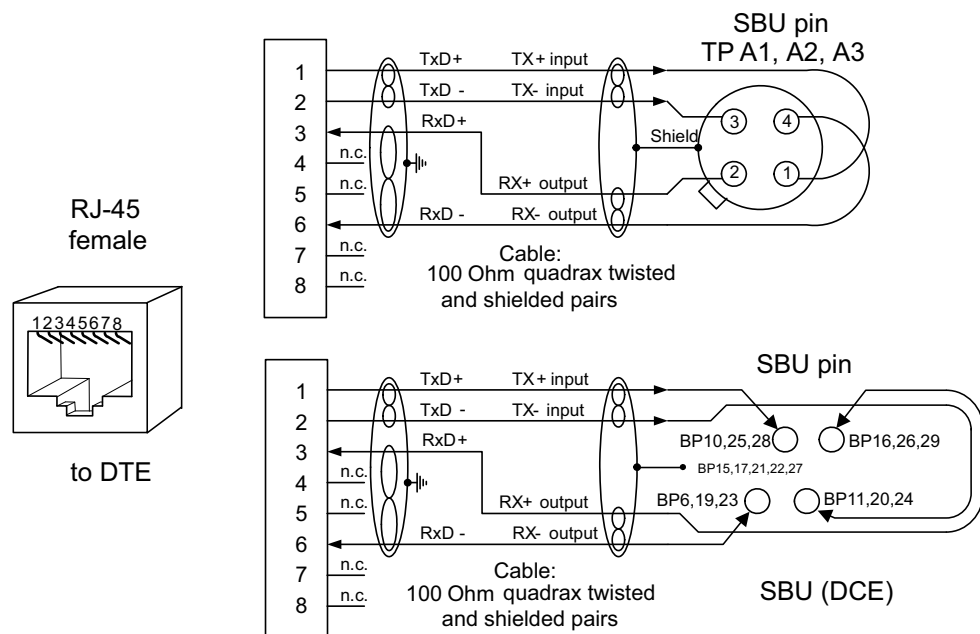 RJ-45
female
12345678
to DTE
1
2
3
4
5
6
7
8
TxD+
TxD -
RxD+
n.c.
n.c.
RxD -
n.c.
n.c.
TX+ input
TX- input
Shield
RX+ output
RX- output
Cable:
100 Ohm quadrax twisted
and shielded pairs
SBU pin
TP A1, A2, A3
3
4
2
1
1
2
3
4
5
6
7
8
TxD+
TxD -
RxD+
n.c.
n.c.
RxD -
n.c.
n.c.
TX+ input
TX- input
RX+ output
RX- output
Cable:
100 Ohm quadrax twisted
and shielded pairs
SBU pin
BP10,25,28
BP16,26,29
BP15,17,21,22,27
BP6,19,23
BP11,20,24
SBU (DCE)